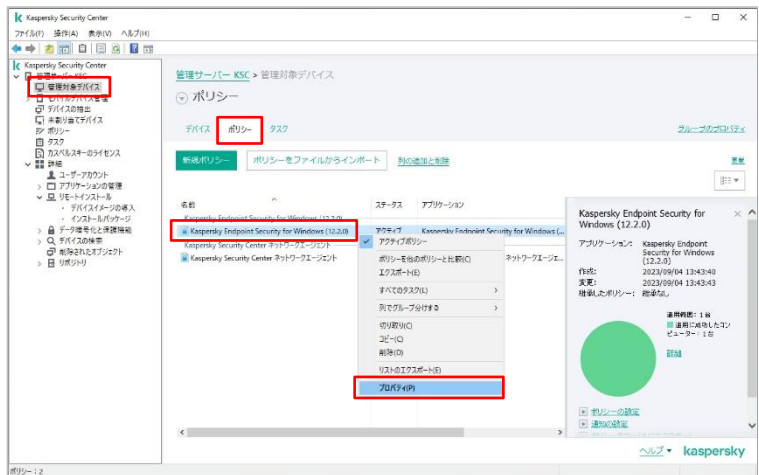 Kaspersky Security Center
ファイル(F) 操作(A) 表示(V) ヘルプ(H)
Kaspersky Security Center
管理サーバー KSC
管理対象デバイス
モバイルデバイス管理
デバイスの抽出
未割り当てデバイス
ポリシー
タスク
カスペルスキーのライセンス
詳細
ユーザーアカウント
アプリケーションの管理
リモートインストール
デバイスイメージの導入
インストールパッケージ
データ暗号化と保護機能
デバイスの検索
削除されたオブジェクト
リポジトリ
管理サーバー KSC > 管理対象デバイス
ポリシー
デバイス ポリシー タスク
グループのプロパティ
新規ポリシー ポリシーをファイルからインポート 列の追加と削除
更新
名前 ステータス アプリケーション
Kaspersky Endpoint Security for Windows (12.2.0)
Kaspersky Endpoint Security for Windows (12.2.0) アクティブ Kaspersky Endpoint Security for Windows (...
Kaspersky Security Center ネットワークエージェント
Kaspersky Security Center ネットワークエージェント ネットワークエージェ...
アクティブポリシー
ポリシーを他のポリシーと比較(C)
エクスポート(E)
すべてのタスク(L)
列でグループ分けする
切り取り(C)
コピー(C)
削除(D)
リストのエクスポート(E)
プロパティ(P)
Kaspersky Endpoint Security for
Windows (12.2.0)
アプリケーション: Kaspersky Endpoint
Security for Windows
(12.2.0)
作成: 2023/09/04 13:43:40
変更: 2023/09/04 13:43:43
継承したポリシー: 継承なし
適用範囲: 1 台
適用に成功したコン
ピューター: 1 台
詳細
ポリシーの設定
通知の設定
ヘルプ
kaspersky
ポリシー: 2